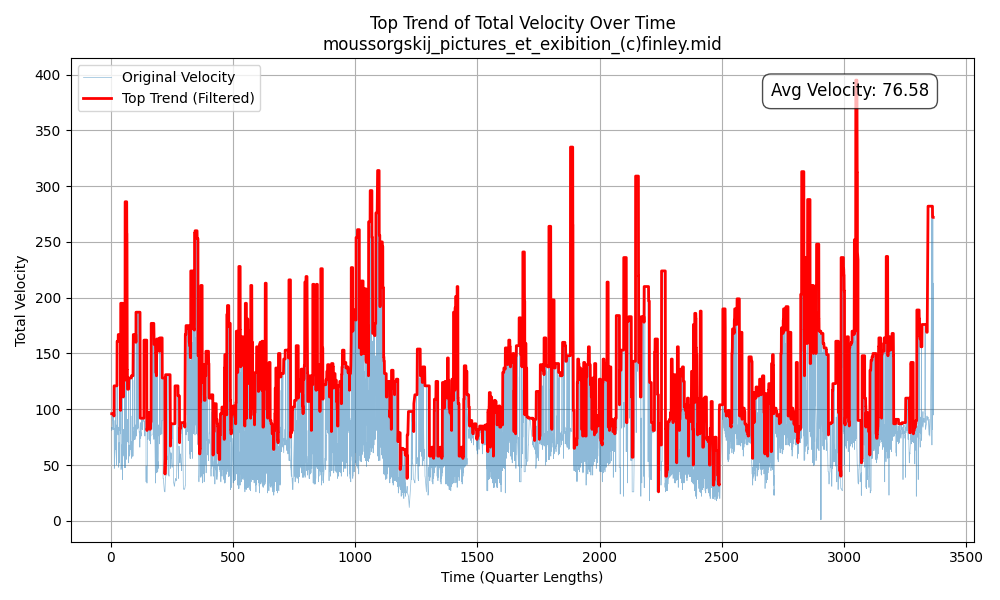 Top Trend of Total Velocity Over Time
moussorgskij_pictures_et_exibition_(c)finley.mid
Original Velocity
Top Trend (Filtered)
Avg Velocity: 76.58
Total Velocity
400
350
300
250
200
150
100
50
0
0 500 1000 1500 2000 2500 3000 3500
Time (Quarter Lengths)